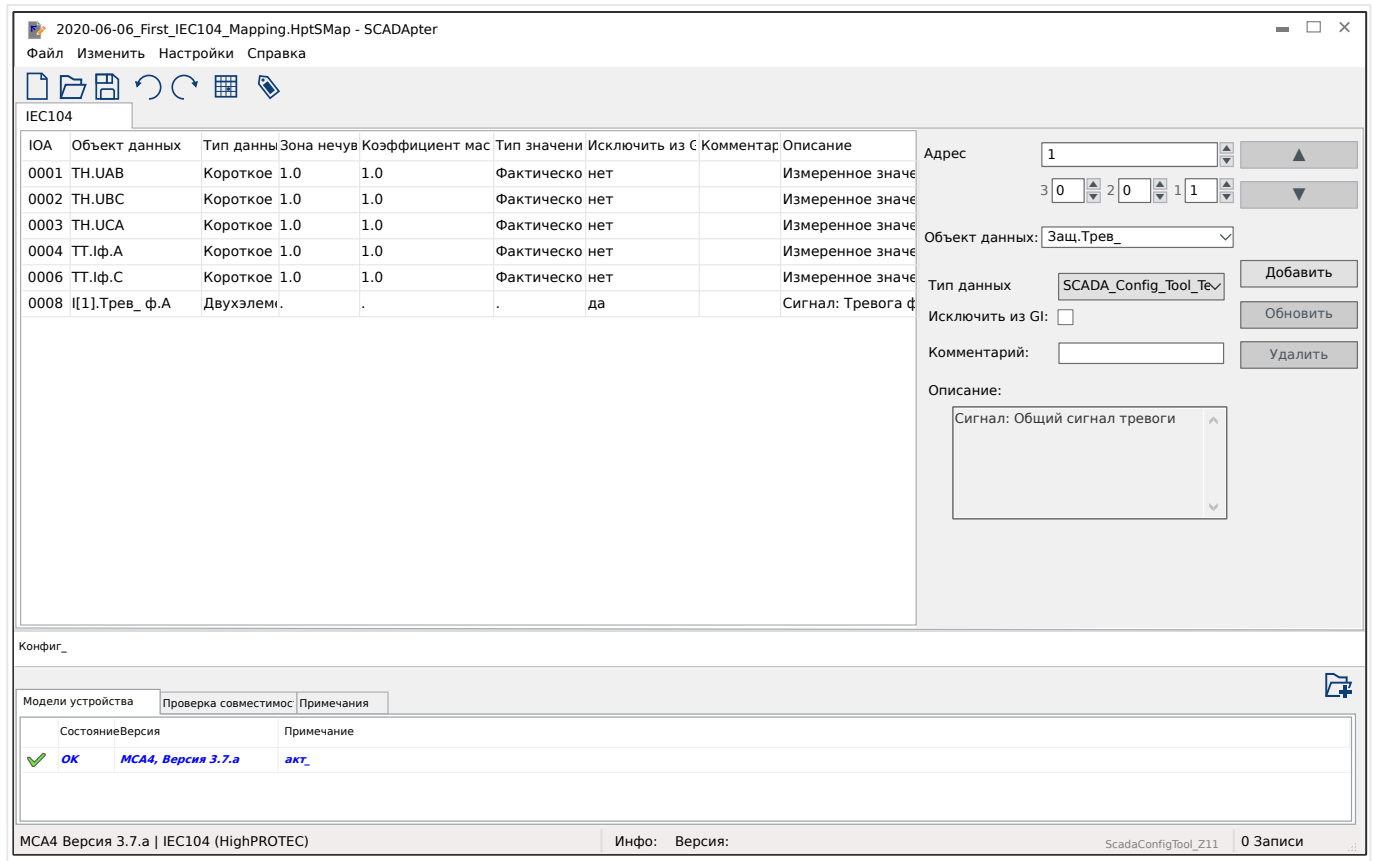 2020-06-06_First_IEC104_Mapping.HptSMap - SCADApter
Файл Изменить Настройки Справка
IEC104
IOA Объект данных Тип данны Зона нечув Коэффициент мас Тип значени Исключить из G Комментар Описание
0001 ТН.UAB Короткое 1.0 1.0 Фактическо нет Измеренное значе
0002 ТН.UBC Короткое 1.0 1.0 Фактическо нет Измеренное значе
0003 ТН.UCA Короткое 1.0 1.0 Фактическо нет Измеренное значе
0004 ТТ.Iф.A Короткое 1.0 1.0 Фактическо нет Измеренное значе
0006 ТТ.Iф.C Короткое 1.0 1.0 Фактическо нет Измеренное значе
0008 I[1].Трев_ ф.A Двухэлем . . . да Сигнал: Тревога ф
Адрес 1
3 0 2 0 1 1
Объект данных: Защ.Трев_
Тип данных SCADA_Config_Tool_Te
Исключить из GI:
Комментарий:
Добавить
Обновить
Удалить
Описание:
Сигнал: Общий сигнал тревоги
Конфиг_
Модели устройства Проверка совместимос Примечания
Состояние Версия Примечание
OK MCA4, Версия 3.7.a акт_
MCA4 Версия 3.7.a | IEC104 (HighPROTEC) Инфо: Версия: ScadaConfigTool_Z11 0 Записи